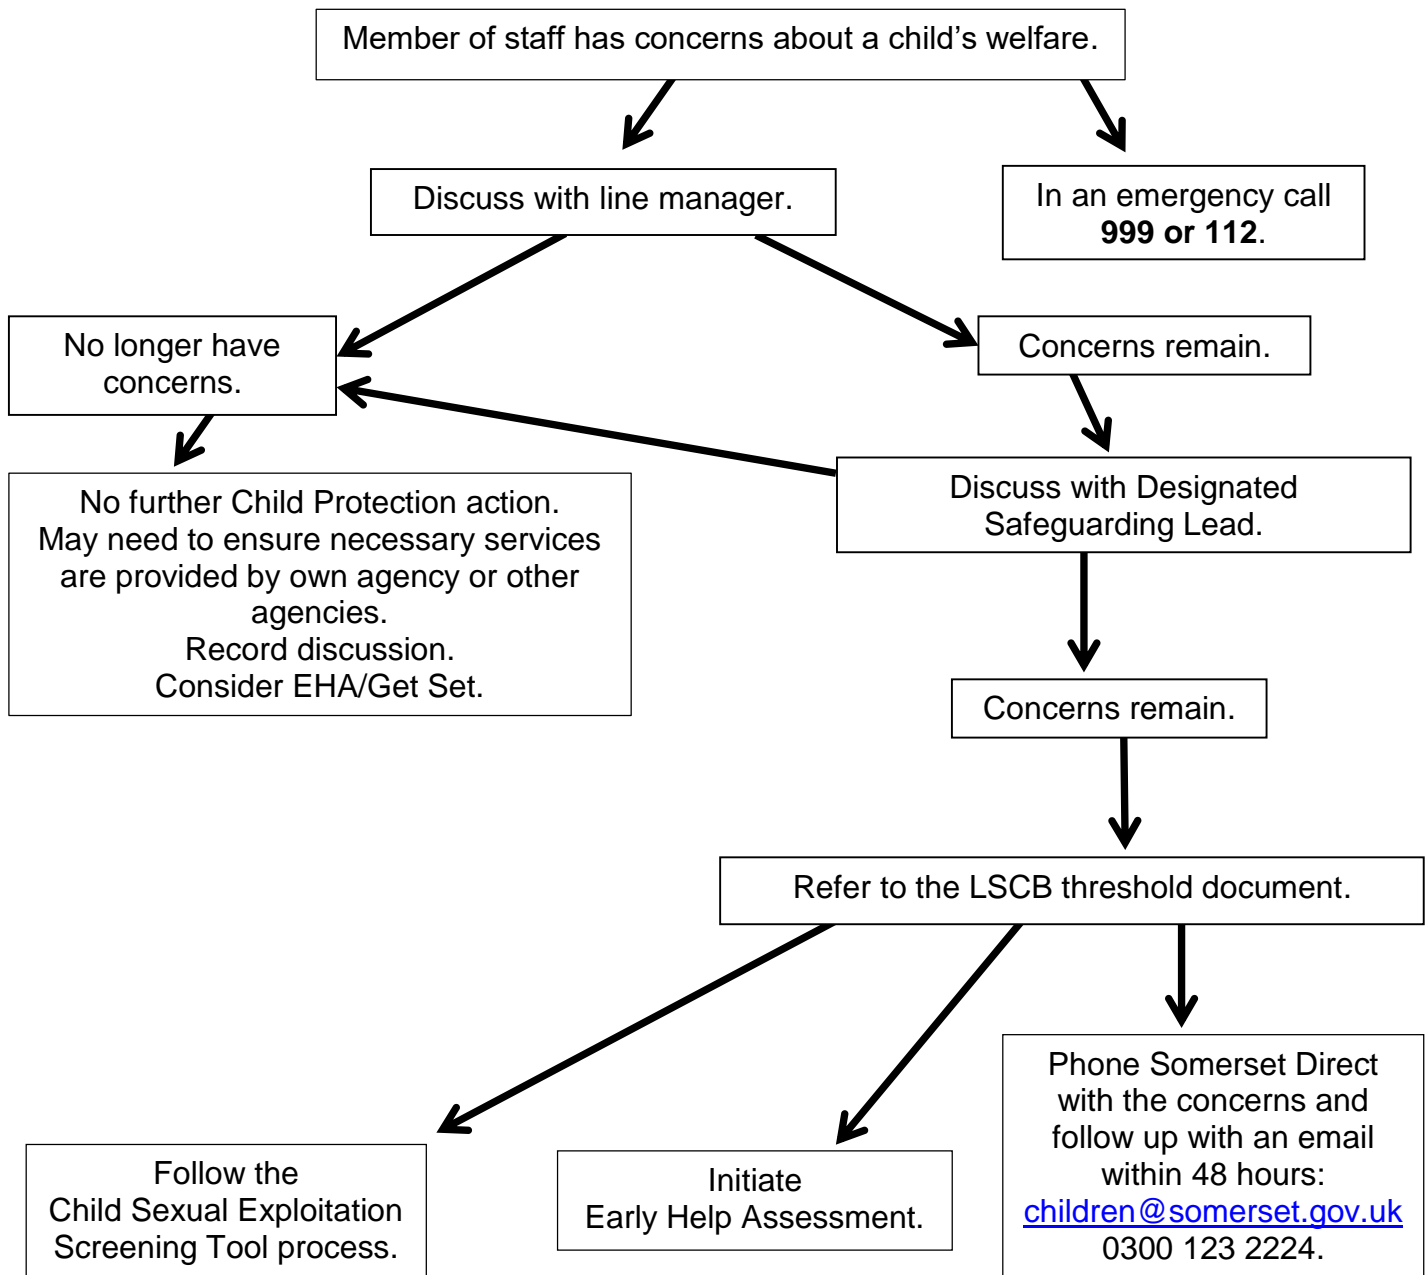 Member of staff has concerns about a child’s welfare.
Discuss with line manager.
In an emergency call
999 or 112.
No longer have
concerns.
Concerns remain.
No further Child Protection action.
May need to ensure necessary services
are provided by own agency or other
agencies.
Record discussion.
Consider EHA/Get Set.
Discuss with Designated
Safeguarding Lead.
Concerns remain.
Refer to the LSCB threshold document.
Follow the
Child Sexual Exploitation
Screening Tool process.
Initiate
Early Help Assessment.
Phone Somerset Direct
with the concerns and
follow up with an email
within 48 hours:
children@somerset.gov.uk
0300 123 2224.